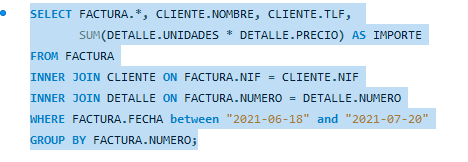 SELECT FACTURA.*, CLIENTE.NOMBRE, CLIENTE.TLF,
SUM(DETALLE.UNIDADES * DETALLE.PRECIO) AS IMPORTE
FROM FACTURA
INNER JOIN CLIENTE ON FACTURA.NIF = CLIENTE.NIF
INNER JOIN DETALLE ON FACTURA.NUMERO = DETALLE.NUMERO
WHERE FACTURA.FECHA between "2021-06-18" and "2021-07-20"
GROUP BY FACTURA.NUMERO;